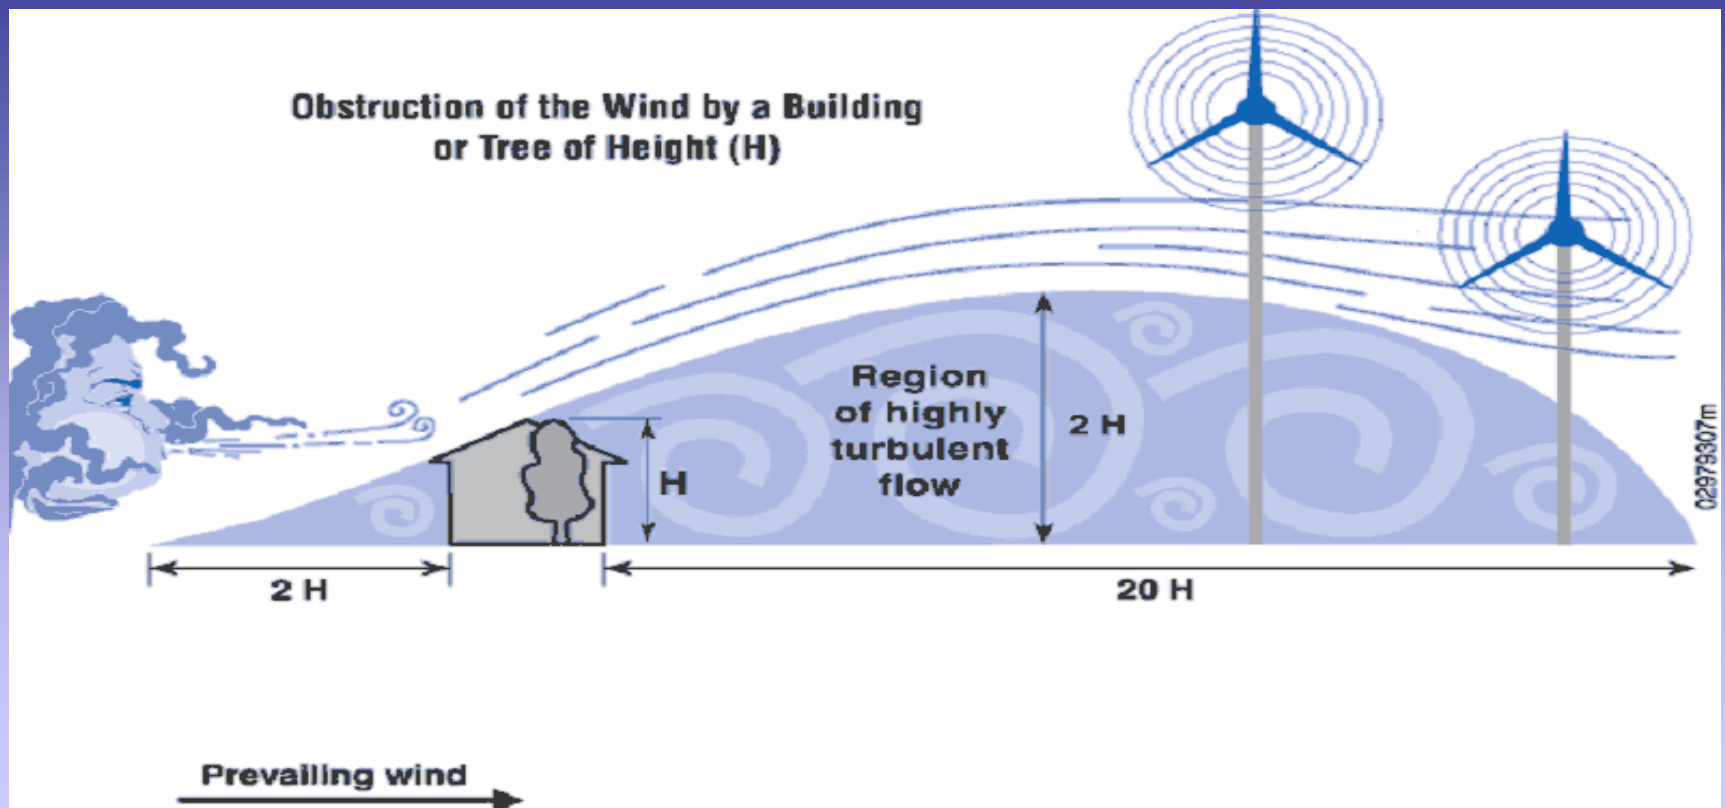 Obstruction of the Wind by a Building
or Tree of Height (H)
Region
of highly
turbulent
flow
2 H
H
2 H
20 H
02979307m
Prevailing wind